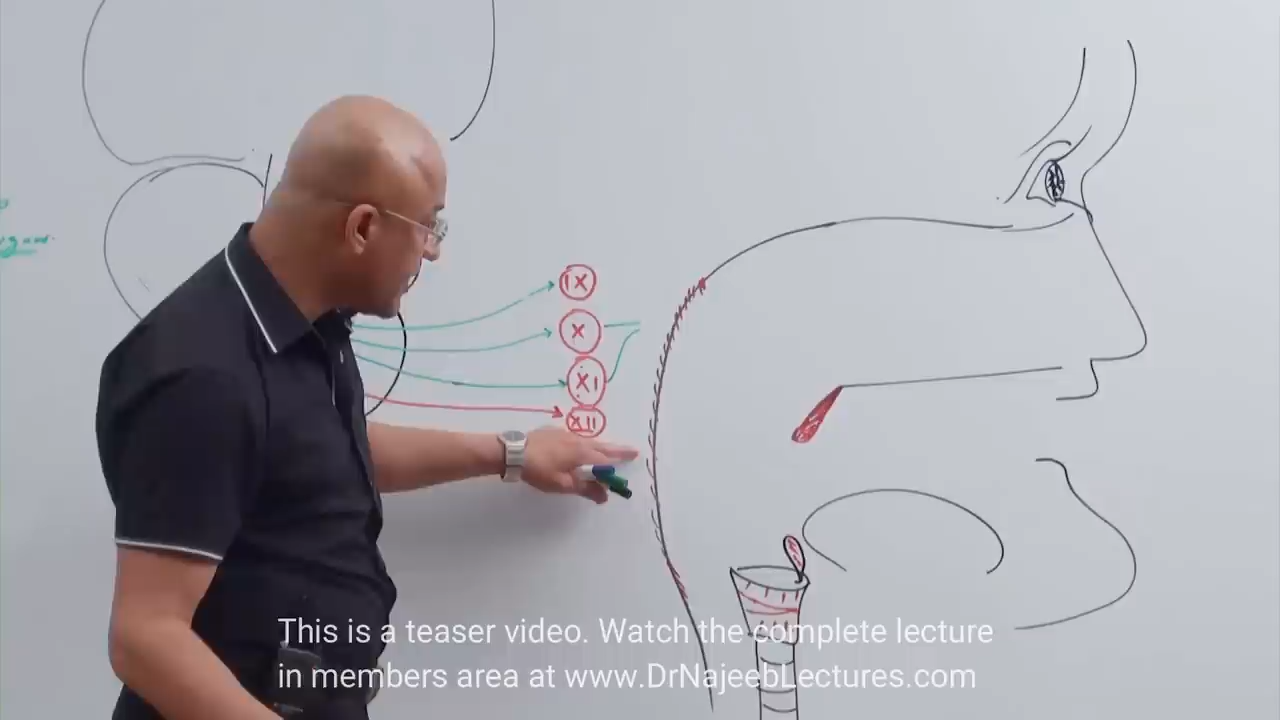 IX
X
XI
XII
This is a teaser video. Watch the complete lecture
in members area at www.DrNajeebLectures.com